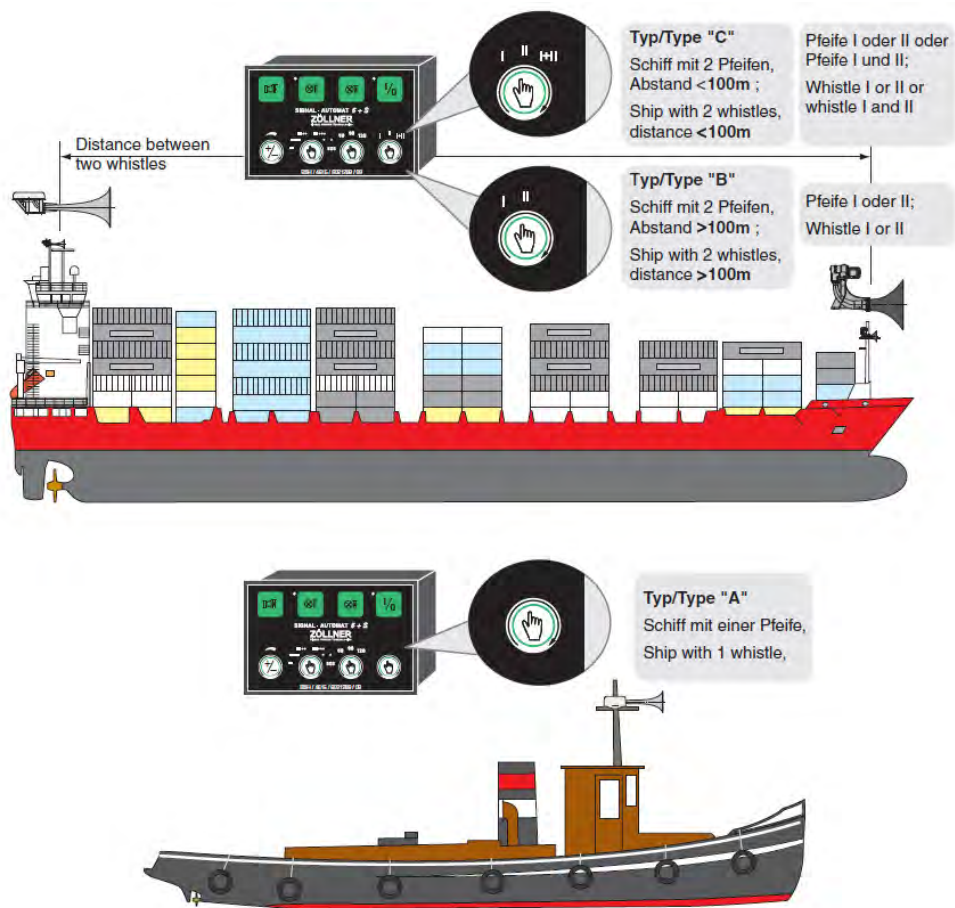 Typ/Type "C"
Schiff mit 2 Pfeifen,
Abstand <100m ;
Ship with 2 whistles,
distance <100m
Pfeife I oder II oder
Pfeife I und II;
Whistle I or II or
whistle I and II
I II I+II
SIGNAL - AUTOMAT
ZÖLLNER
I II I+II
Distance between
two whistles
Typ/Type "B"
Schiff mit 2 Pfeifen,
Abstand >100m ;
Ship with 2 whistles,
distance >100m
Pfeife I oder II;
Whistle I or II
I II
Typ/Type "A"
Schiff mit einer Pfeife,
Ship with 1 whistle,
SIGNAL - AUTOMAT
ZÖLLNER